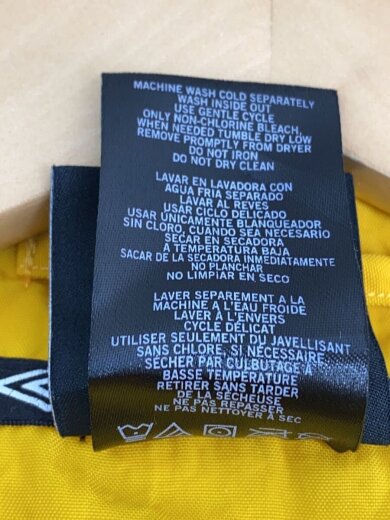 MACHINE WASH COLD SEPARATELY
WASH INSIDE OUT
USE GENTLE CYCLE
ONLY NON-CHLORINE BLEACH,
WHEN NEEDED TUMBLE DRY LOW
REMOVE PROMPTLY FROM DRYER
DO NOT IRON
DO NOT DRY CLEAN
LAVAR EN LAVADORA CON
AGUA FRIA SEPARADO
LAVAR AL REVES
USAR CICLO DELICADO
USAR UNICAMENTE BLANQUEADOR
SIN CLORO, CUANDO SEA NECESARIO
SECAR EN SECADORA
A TEMPERATURA BAJA
SACAR DE LA SECADORA INMEDIATAMENTE
NO PLANCHAR
NO LIMPIAR EN SECO
LAVER SEPAREMENT A LA
MACHINE A L'EAU FROIDE
LAVER À L'ENVERS
CYCLE DÉLICAT
UTILISER SEULEMENT DU JAVELLISANT
SANS CHLORE, SI NÉCESSAIRE
SÉCHER PAR CULBUTAGE À
BASSE TEMPÉRATURE
RETIRER SANS TARDER
DE LA SÉCHEUSE
NE PAS REPASSER
NE PAS NETTOYER À SEC